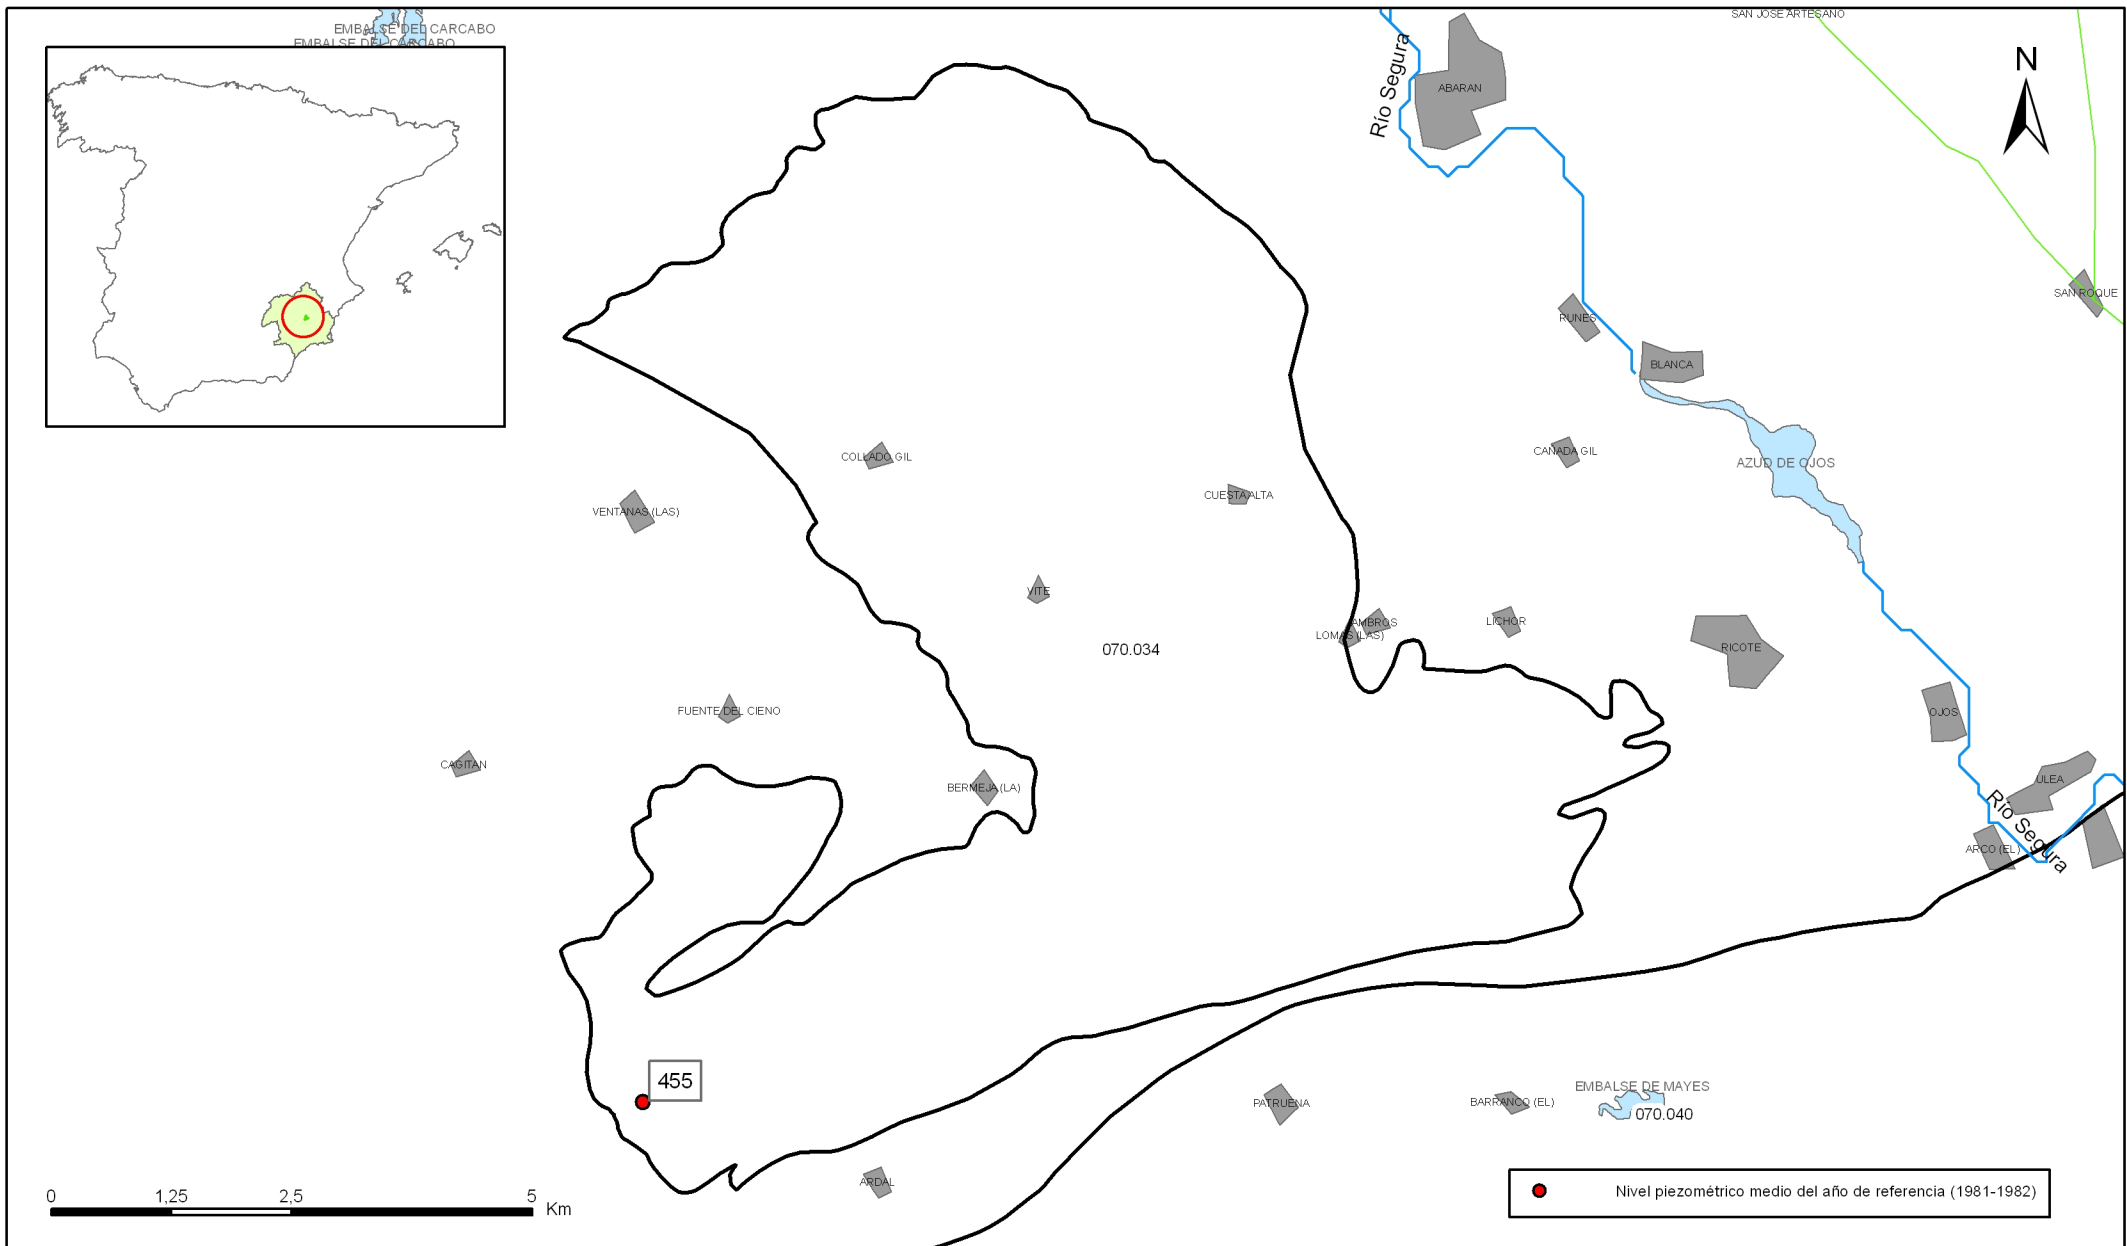 SAN JOSE ARTESANO
EMBALSE DEL CARCABO
EMBALSE DEL CARCABO
N
Río Segura
ABARAN
SAN ROQUE
RUNES
BLANCA
COLLADO GIL
CAÑADA GIL
AZUD DE OJOS
VENTANAS (LAS)
CUESTA ALTA
VITE
AMBROS
LICHOR
LOMAS (LAS)
070.034
RICOTE
FUENTE DEL CIENO
OJOS
CAGITAN
BERMEJA (LA)
ULEA
Río Segura
ARCO (EL)
455
EMBALSE DE MAYES
PATRUENA
BARRANCO (EL)
070.040
ARDAL
0 1,25 2,5 5
Km
Nivel piezométrico medio del año de referencia (1981-1982)